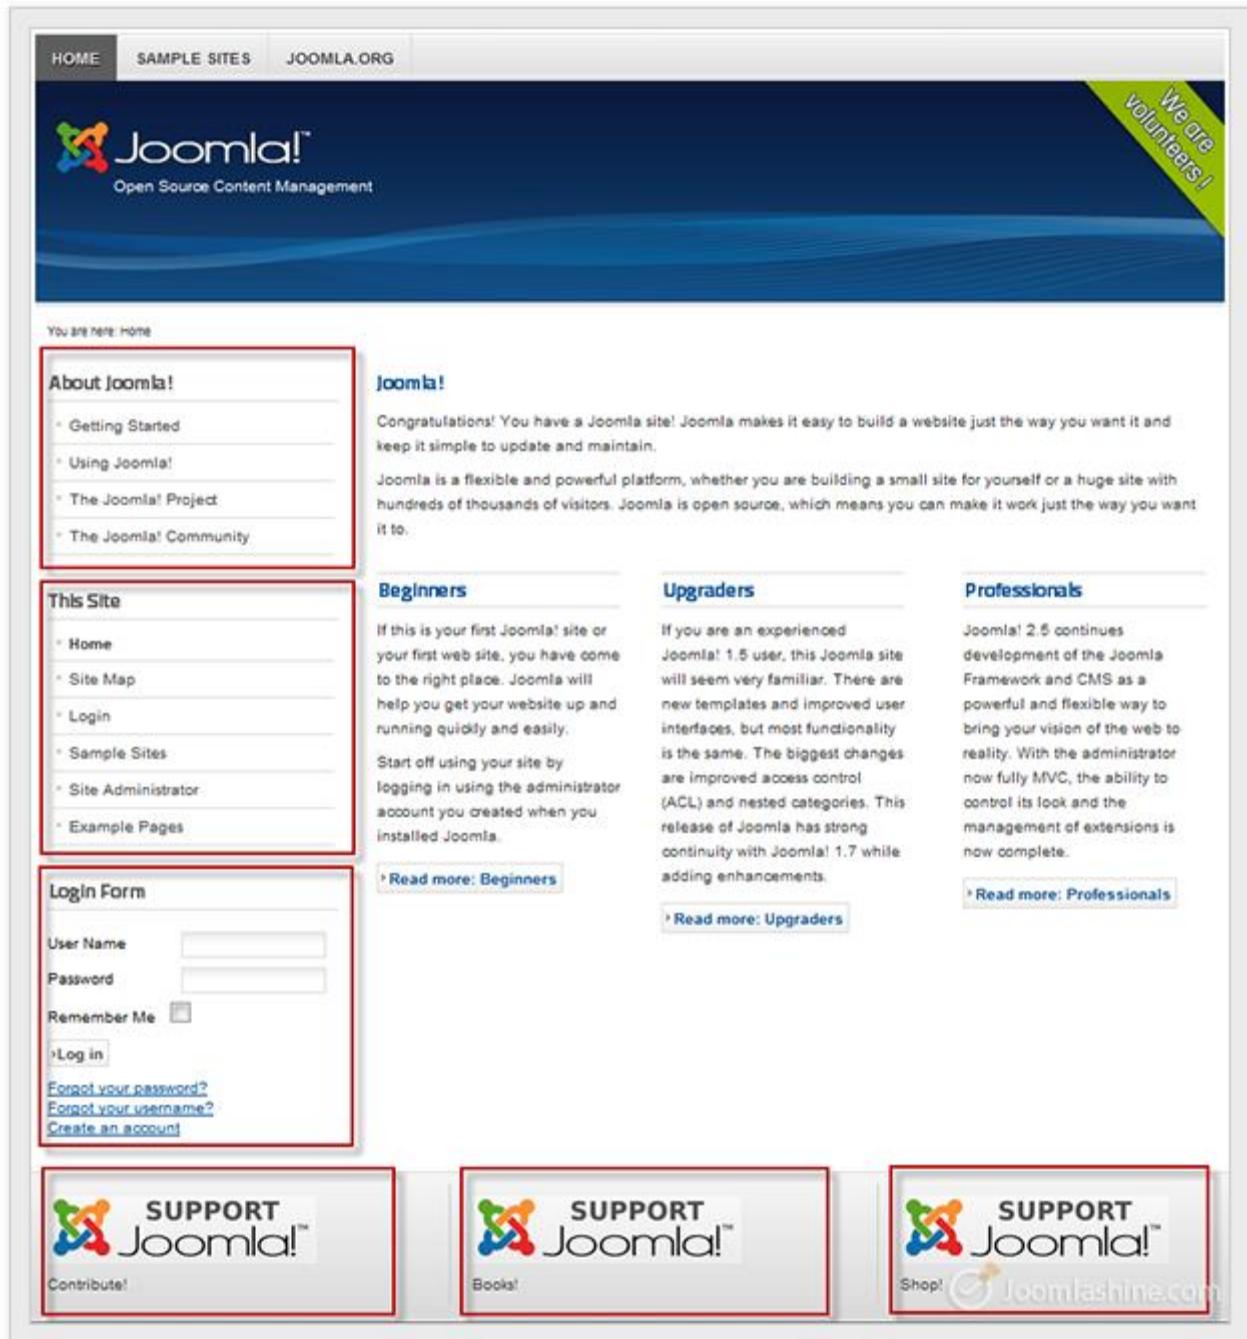 HOME SAMPLE SITES JOOMLA.ORG
Joomla!™
Open Source Content Management
We are
volunteers!
You are here: Home
About Joomla!
Getting Started
Using Joomla!
The Joomla! Project
The Joomla! Community
This Site
Home
Site Map
Login
Sample Sites
Site Administrator
Example Pages
Login Form
User Name
Password
Remember Me
Log in
Forgot your password?
Forgot your username?
Create an account
Joomla!
Congratulations! You have a Joomla site! Joomla makes it easy to build a website just the way you want it and
keep it simple to update and maintain.
Joomla is a flexible and powerful platform, whether you are building a small site for yourself or a huge site with
hundreds of thousands of visitors. Joomla is open source, which means you can make it work just the way you want
it to.
Beginners
If this is your first Joomla! site or
your first web site, you have come
to the right place. Joomla will
help you get your website up and
running quickly and easily.
Start off using your site by
logging in using the administrator
account you created when you
installed Joomla.
Read more: Beginners
Upgraders
If you are an experienced
Joomla! 1.5 user, this Joomla site
will seem very familiar. There are
new templates and improved user
interfaces, but most functionality
is the same. The biggest changes
are improved access control
(ACL) and nested categories. This
release of Joomla has strong
continuity with Joomla! 1.7 while
adding enhancements.
Read more: Upgraders
Professionals
Joomla! 2.5 continues
development of the Joomla
Framework and CMS as a
powerful and flexible way to
bring your vision of the web to
reality. With the administrator
now fully MVC, the ability to
control its look and the
management of extensions is
now complete.
Read more: Professionals
SUPPORT
Joomla!™
Contribute!
SUPPORT
Joomla!™
Books!
SUPPORT
Joomla!™
Shop!
Joomlashine.com